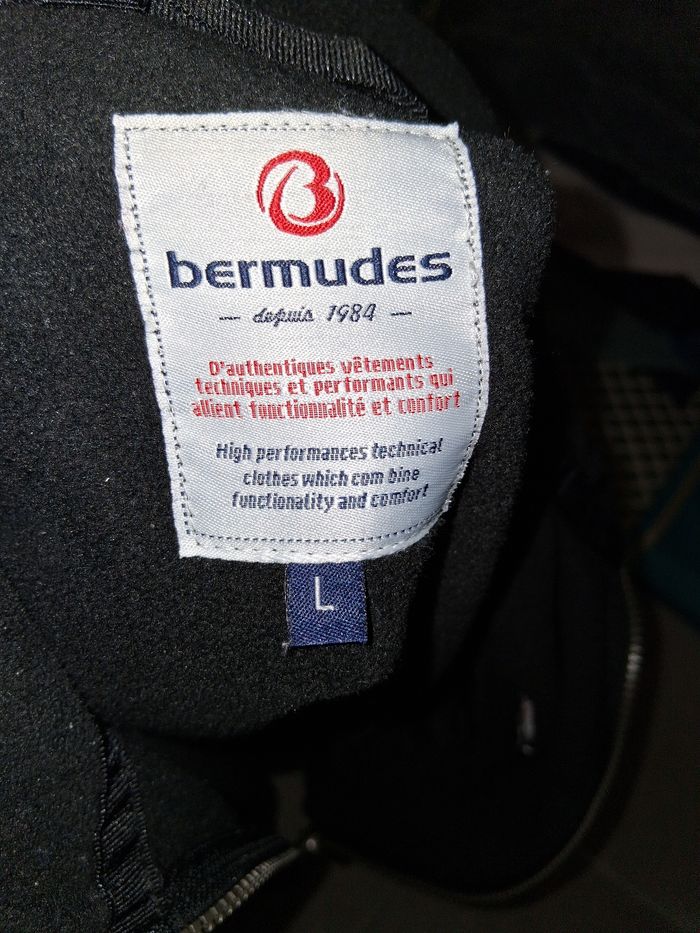 B
bermudes
— depuis 1984 —
D'authentiques vêtements
techniques et performants qui
allient fonctionnalité et confort
High performances technical
clothes which com bine
functionality and comfort
L